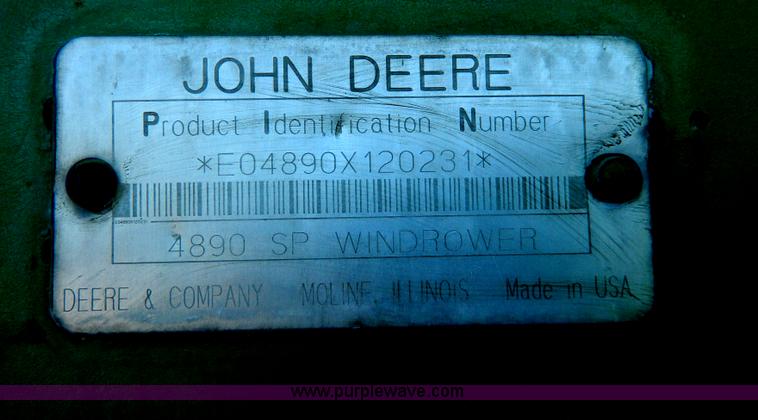 JOHN DEERE
Product Identification Number
*E04890X120231*
4890 SP WINDROWER
DEERE & COMPANY MOLINE, ILLINOIS Made in USA
www.purplewave.com